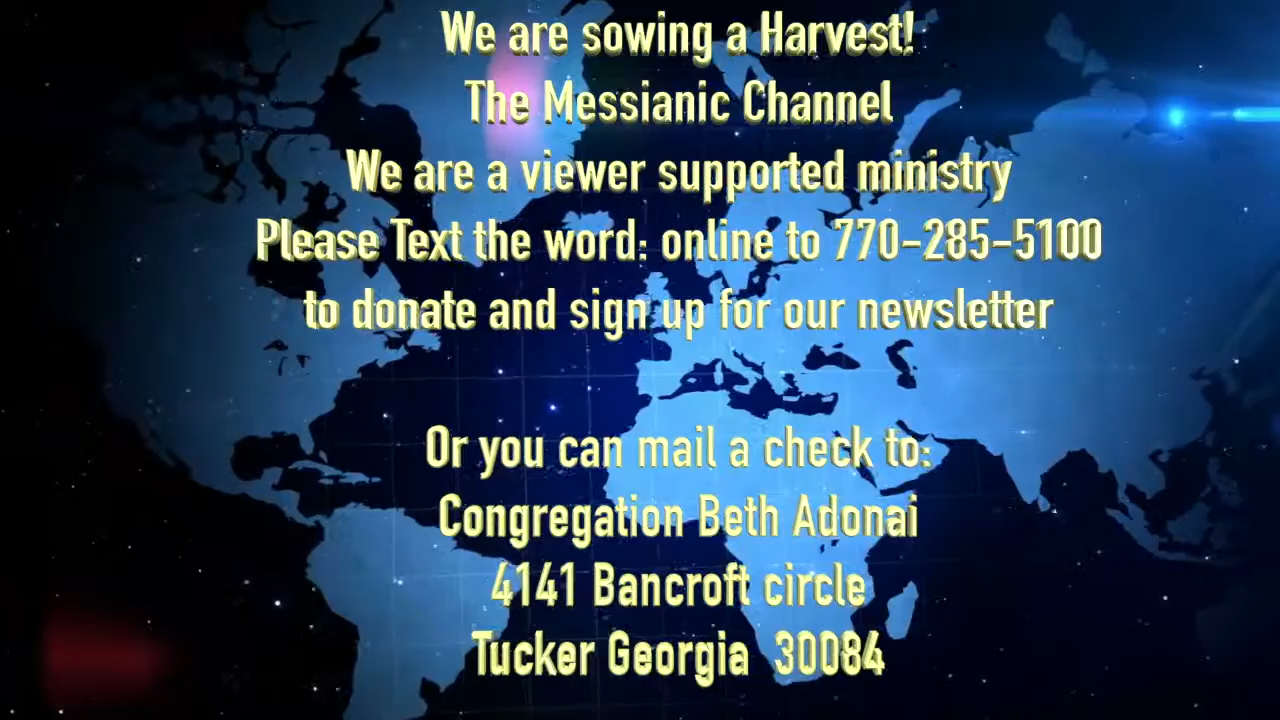 We are sowing a Harvest!
The Messianic Channel
We are a viewer supported ministry
Please Text the word: online to 770-285-5100
to donate and sign up for our newsletter
Or you can mail a check to:
Congregation Beth Adonai
4141 Bancroft circle
Tucker Georgia 30084